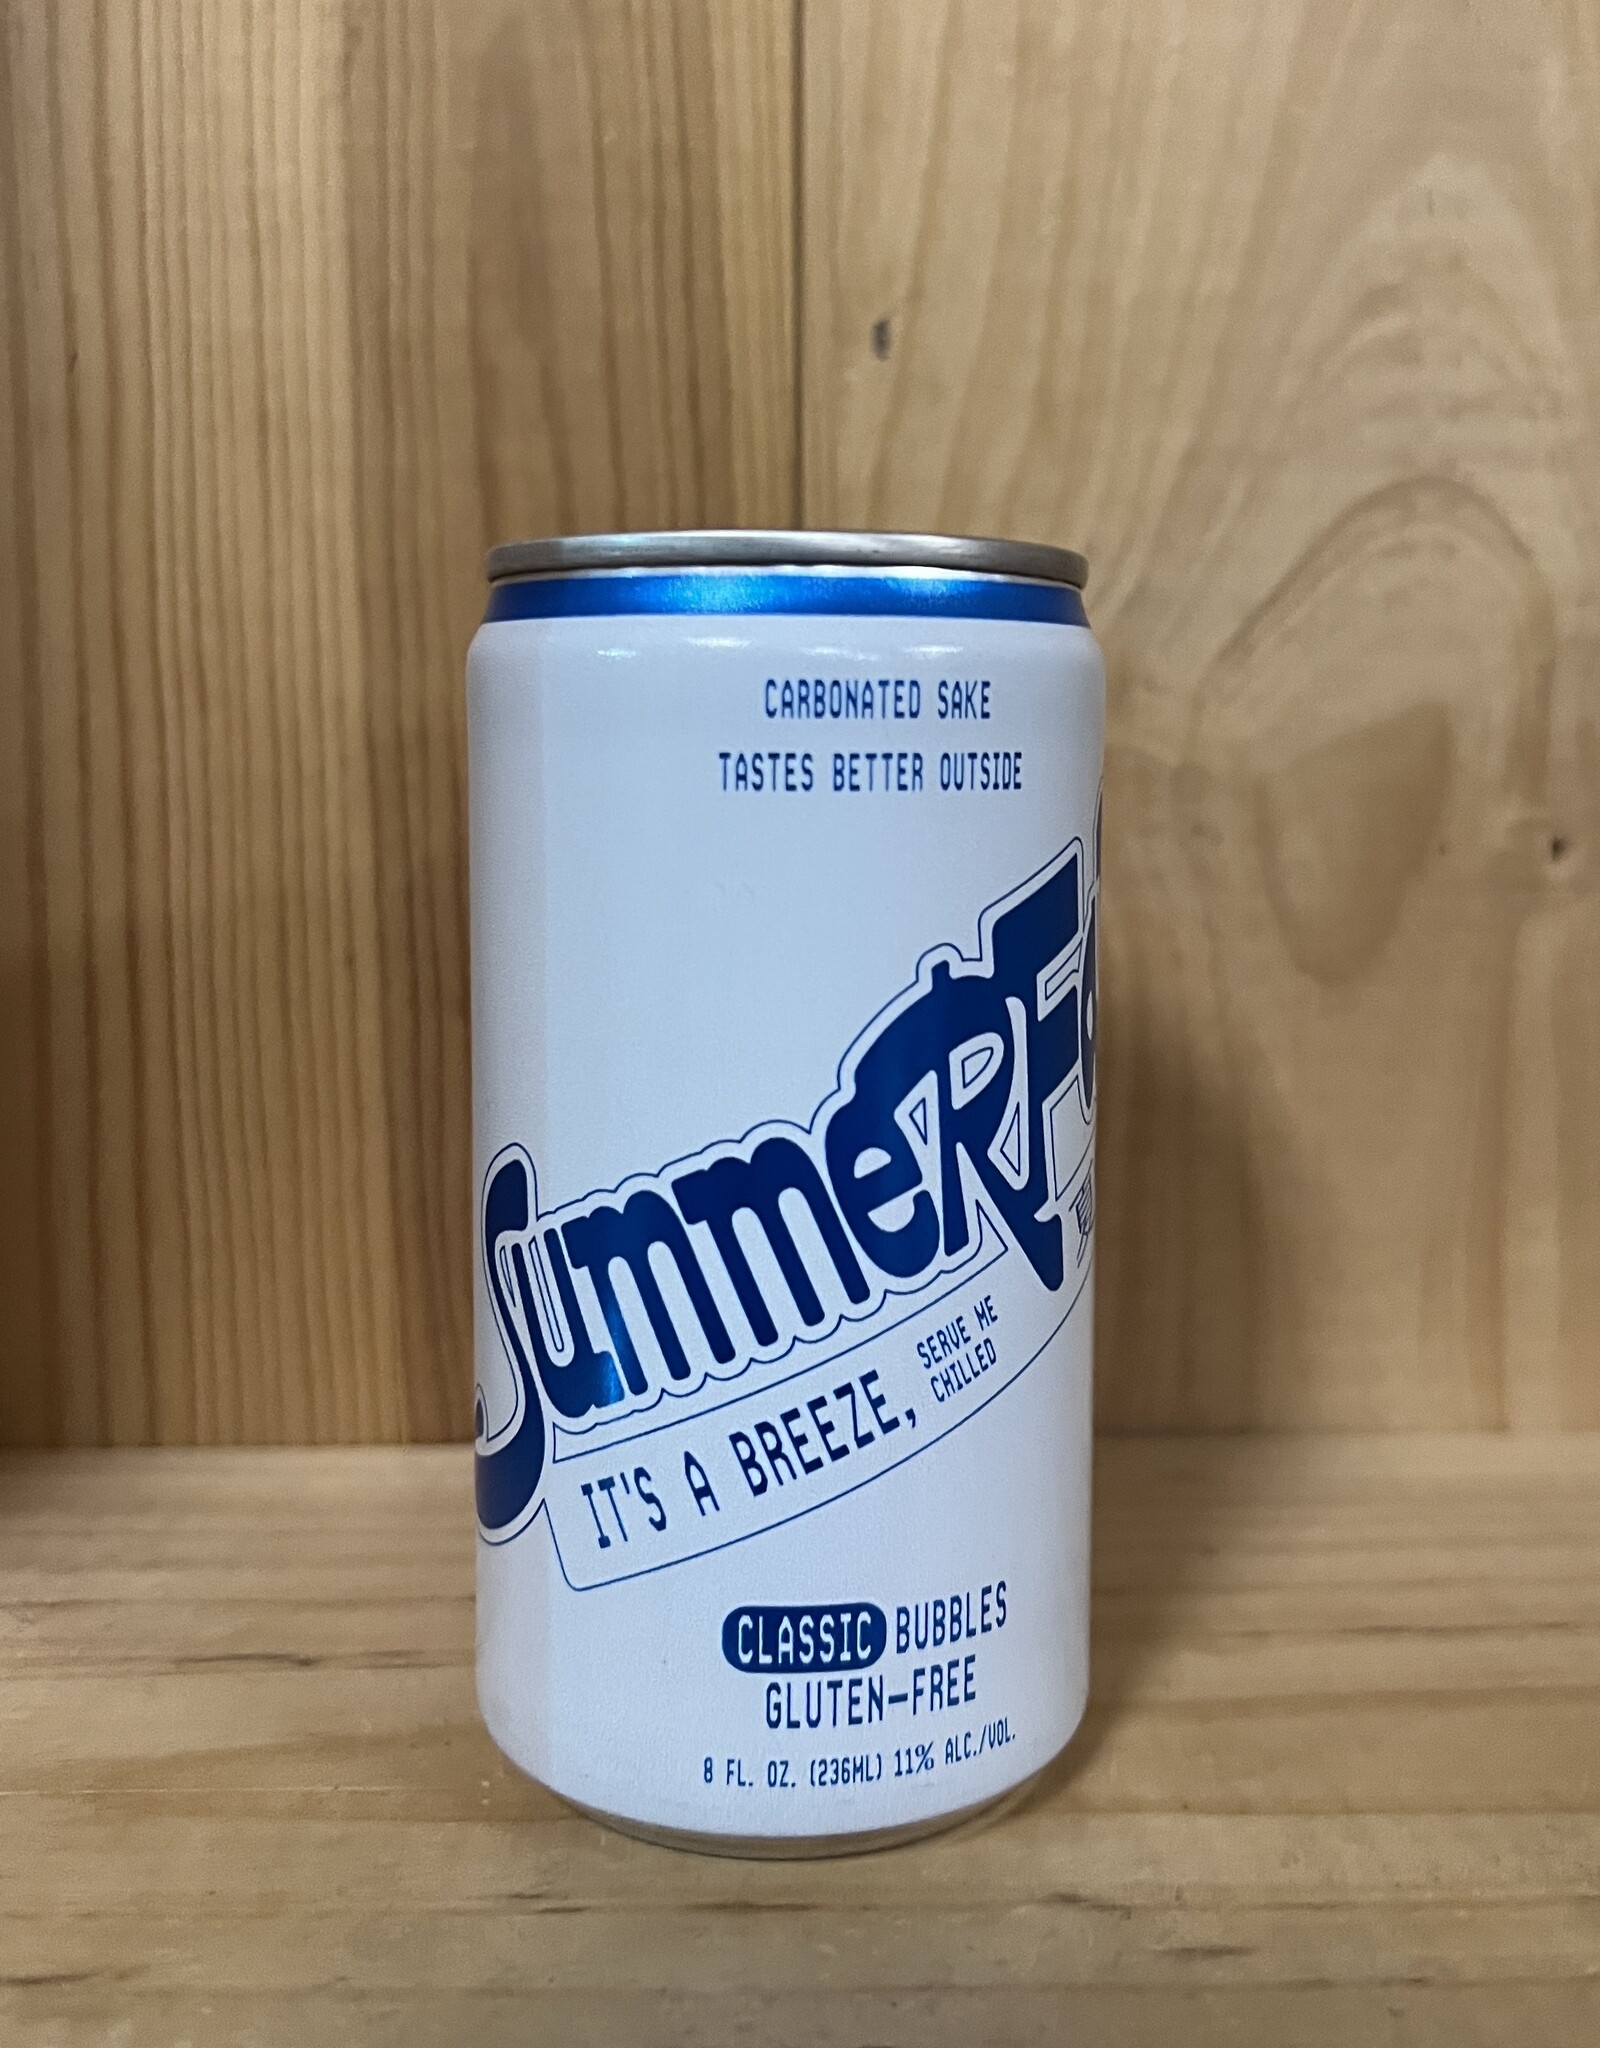 CARBONATED SAKE
TASTES BETTER OUTSIDE
SummerFa
IT'S A BREEZE, SERVE ME
CHILLED
CLASSIC BUBBLES
GLUTEN-FREE
8 FL. OZ. (236ML) 11% ALC./VOL.